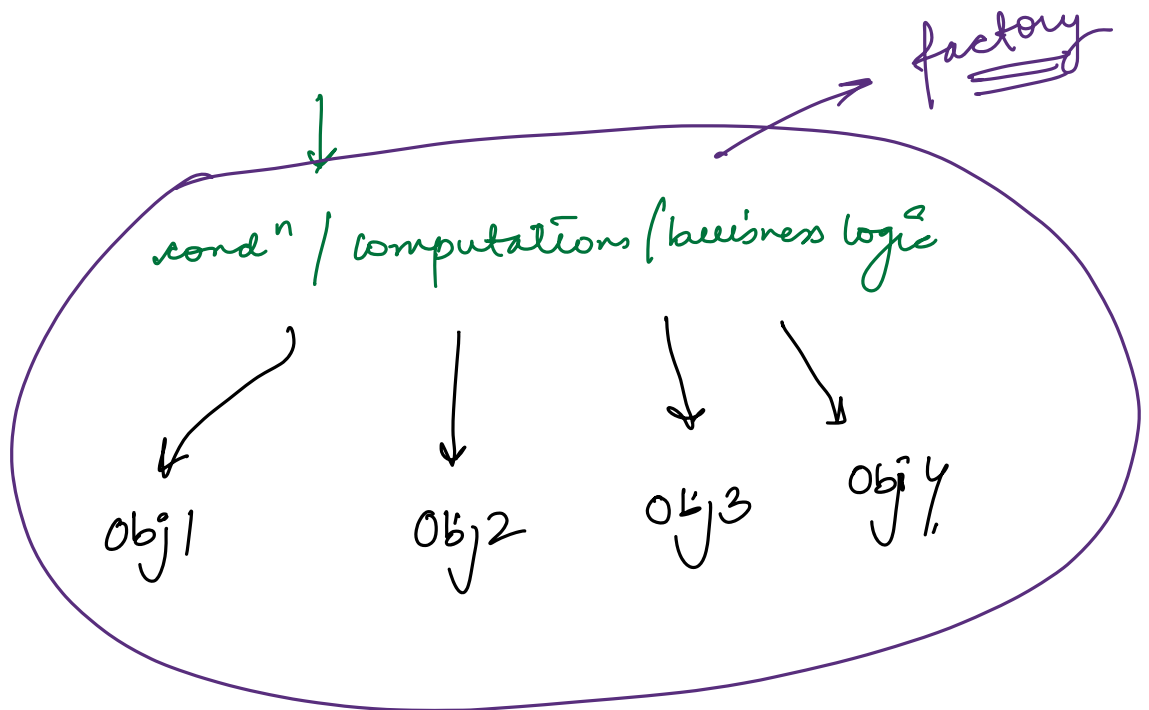 factory
condⁿ / computations / business logic
Obj1 Obj2 Obj3 Obj4